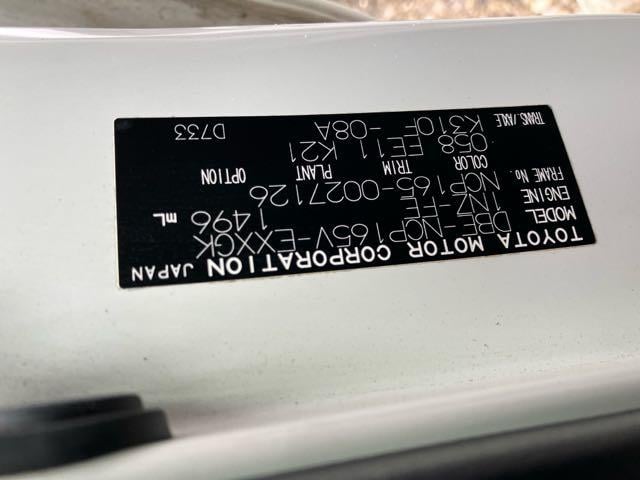 TOYOTA MOTOR CORPORATION JAPAN
MODEL DBE-NCP165V-EXXGK
ENGINE 1NZ-FE 1496 mL
FRAME No. NCP165-0027126
COLOR TRIM PLANT OPTION
058 EE11 K21
TRANS./AXLE K310F-08A
D733